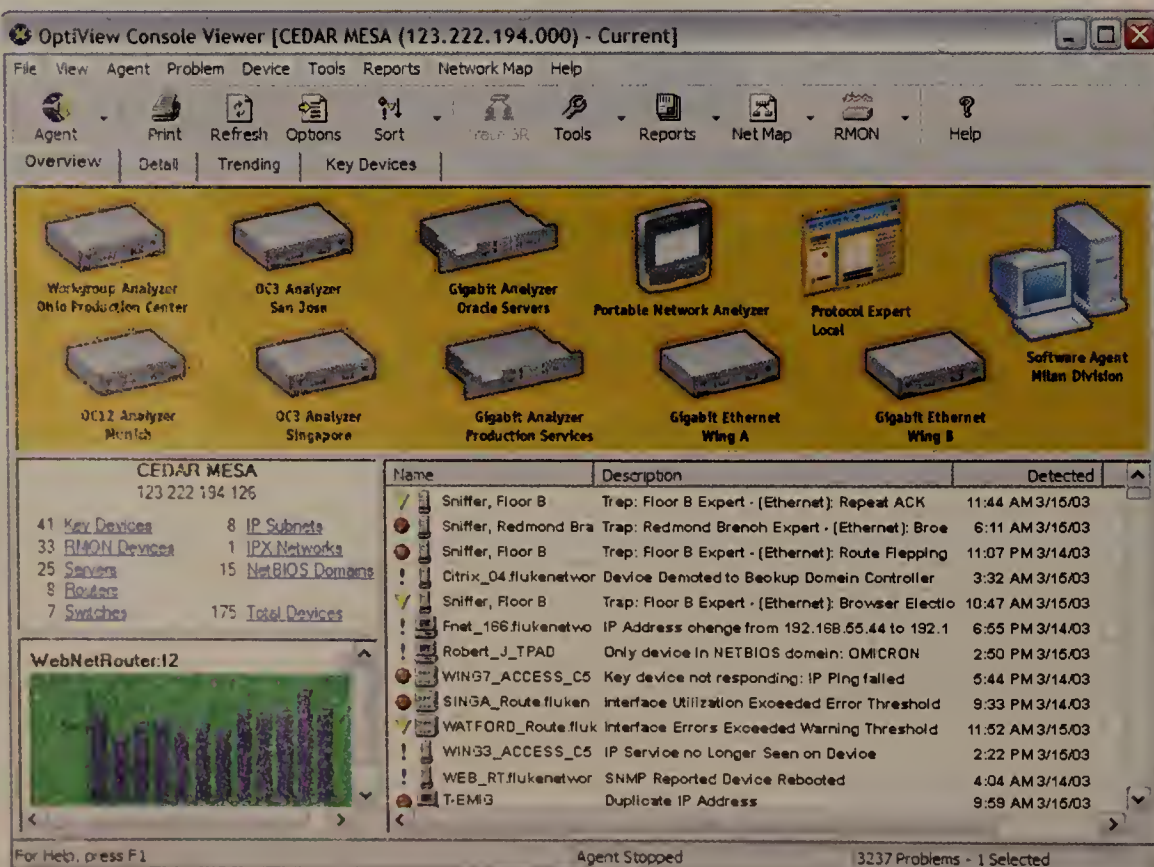 OptiView Console Viewer [CEDAR MESA (123.222.194.000) - Current]
File View Agent Problem Device Tools Reports Network Map Help
Agent Print Refresh Options Sort Tools Reports Net Map RMON Help
Overview Detail Trending Key Devices
Workgroup Analyzer
Ohio Production Center
OC3 Analyzer
San Jose
Gigabit Analyzer
Oracle Servers
Portable Network Analyzer
Protocol Expert
Local
Software Agent
Milan Division
OC12 Analyzer
Munich
OC3 Analyzer
Singapore
Gigabit Analyzer
Production Services
Gigabit Ethernet
Wing A
Gigabit Ethernet
Wing B
CEDAR MESA
123 222 194 126
41 Key Devices 8 IP Subnets
33 RMON Devices 1 IPX Networks
25 Servers 15 NetBIOS Domains
Routers
7 Switches 175 Total Devices
WebNetRouter:I2
Name Description Detected
Sniffer, Floor B Trap: Floor B Expert - (Ethernet): Repeat ACK 11:44 AM 3/15/03
Sniffer, Redmond Bra Trap: Redmond Branch Expert - (Ethernet): Broe 6:11 AM 3/15/03
Sniffer, Floor B Trep: Floor B Expert - (Ethernet): Route Flepping 11:07 PM 3/14/03
Citrix_04.flukenetwor Device Demoted to Beokup Domain Controller 3:32 AM 3/15/03
Sniffer, Floor B Trap: Floor B Expert - (Ethernet): Browser Electio 10:47 AM 3/15/03
Fnet_166.flukenetwo IP Address ohenge from 192.168.55.44 to 192.1 6:55 PM 3/14/03
Robert_J_TPAD Only device in NETBIOS domain: OMICRON 2:50 PM 3/15/03
WING7_ACCESS_C5 Key device not responding: IP Ping failed 5:44 PM 3/14/03
SINGA_Route.fluken Interface Utilization Exceeded Error Threshold 9:33 PM 3/14/03
WATFORD_Route.fluk Interface Errors Exceeded Warning Threshold 11:52 AM 3/15/03
WING3_ACCESS_C5 IP Service no Longer Seen on Device 2:22 PM 3/14/03
WEB_RT.flukenetwor SNMP Reported Device Rebooted 4:04 AM 3/14/03
T-EMIG Duplicate IP Address 9:59 AM 3/15/03
For Help, press F1 Agent Stopped 3237 Problems - 1 Selected